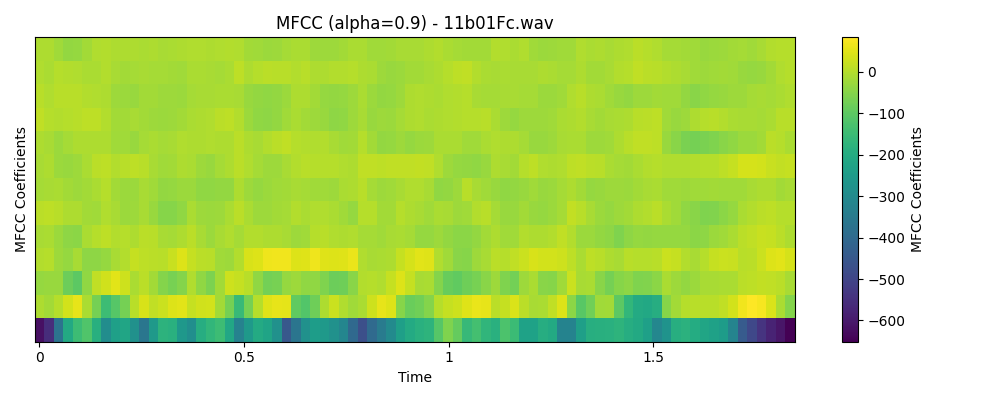 MFCC (alpha=0.9) - 11b01Fc.wav
MFCC Coefficients
0
0.5
1
1.5
Time
0
−100
−200
−300
−400
−500
−600
MFCC Coefficients